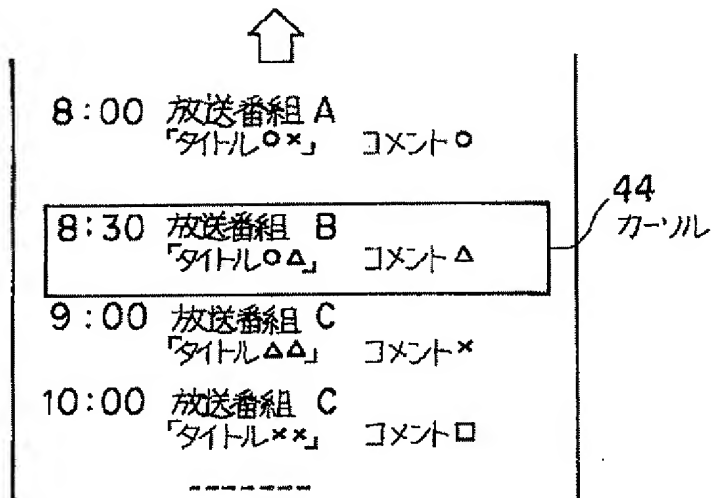 8:00 放送番組 A
「タイトル○×」 コメント○
8:30 放送番組 B
「タイトル○△」 コメント△
44
カーソル
9:00 放送番組 C
「タイトル△△」 コメント×
10:00 放送番組 C
「タイトル××」 コメント□